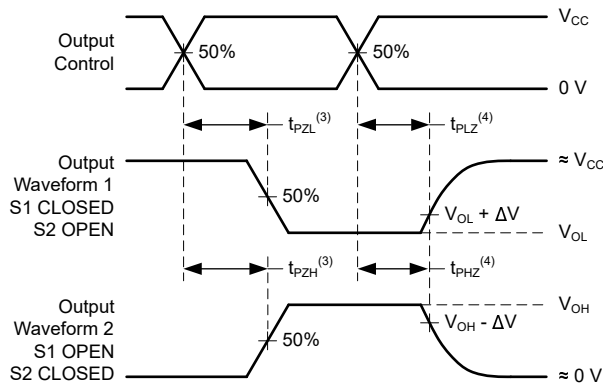 V_CC
Output
Control
50%
50%
0 V
t_PZL^(3)
t_PLZ^(4)
Output
Waveform 1
S1 CLOSED
S2 OPEN
≈ V_CC
50%
V_OL + ΔV
V_OL
t_PZH^(3)
t_PHZ^(4)
Output
Waveform 2
S1 OPEN
S2 CLOSED
V_OH
V_OH - ΔV
50%
≈ 0 V